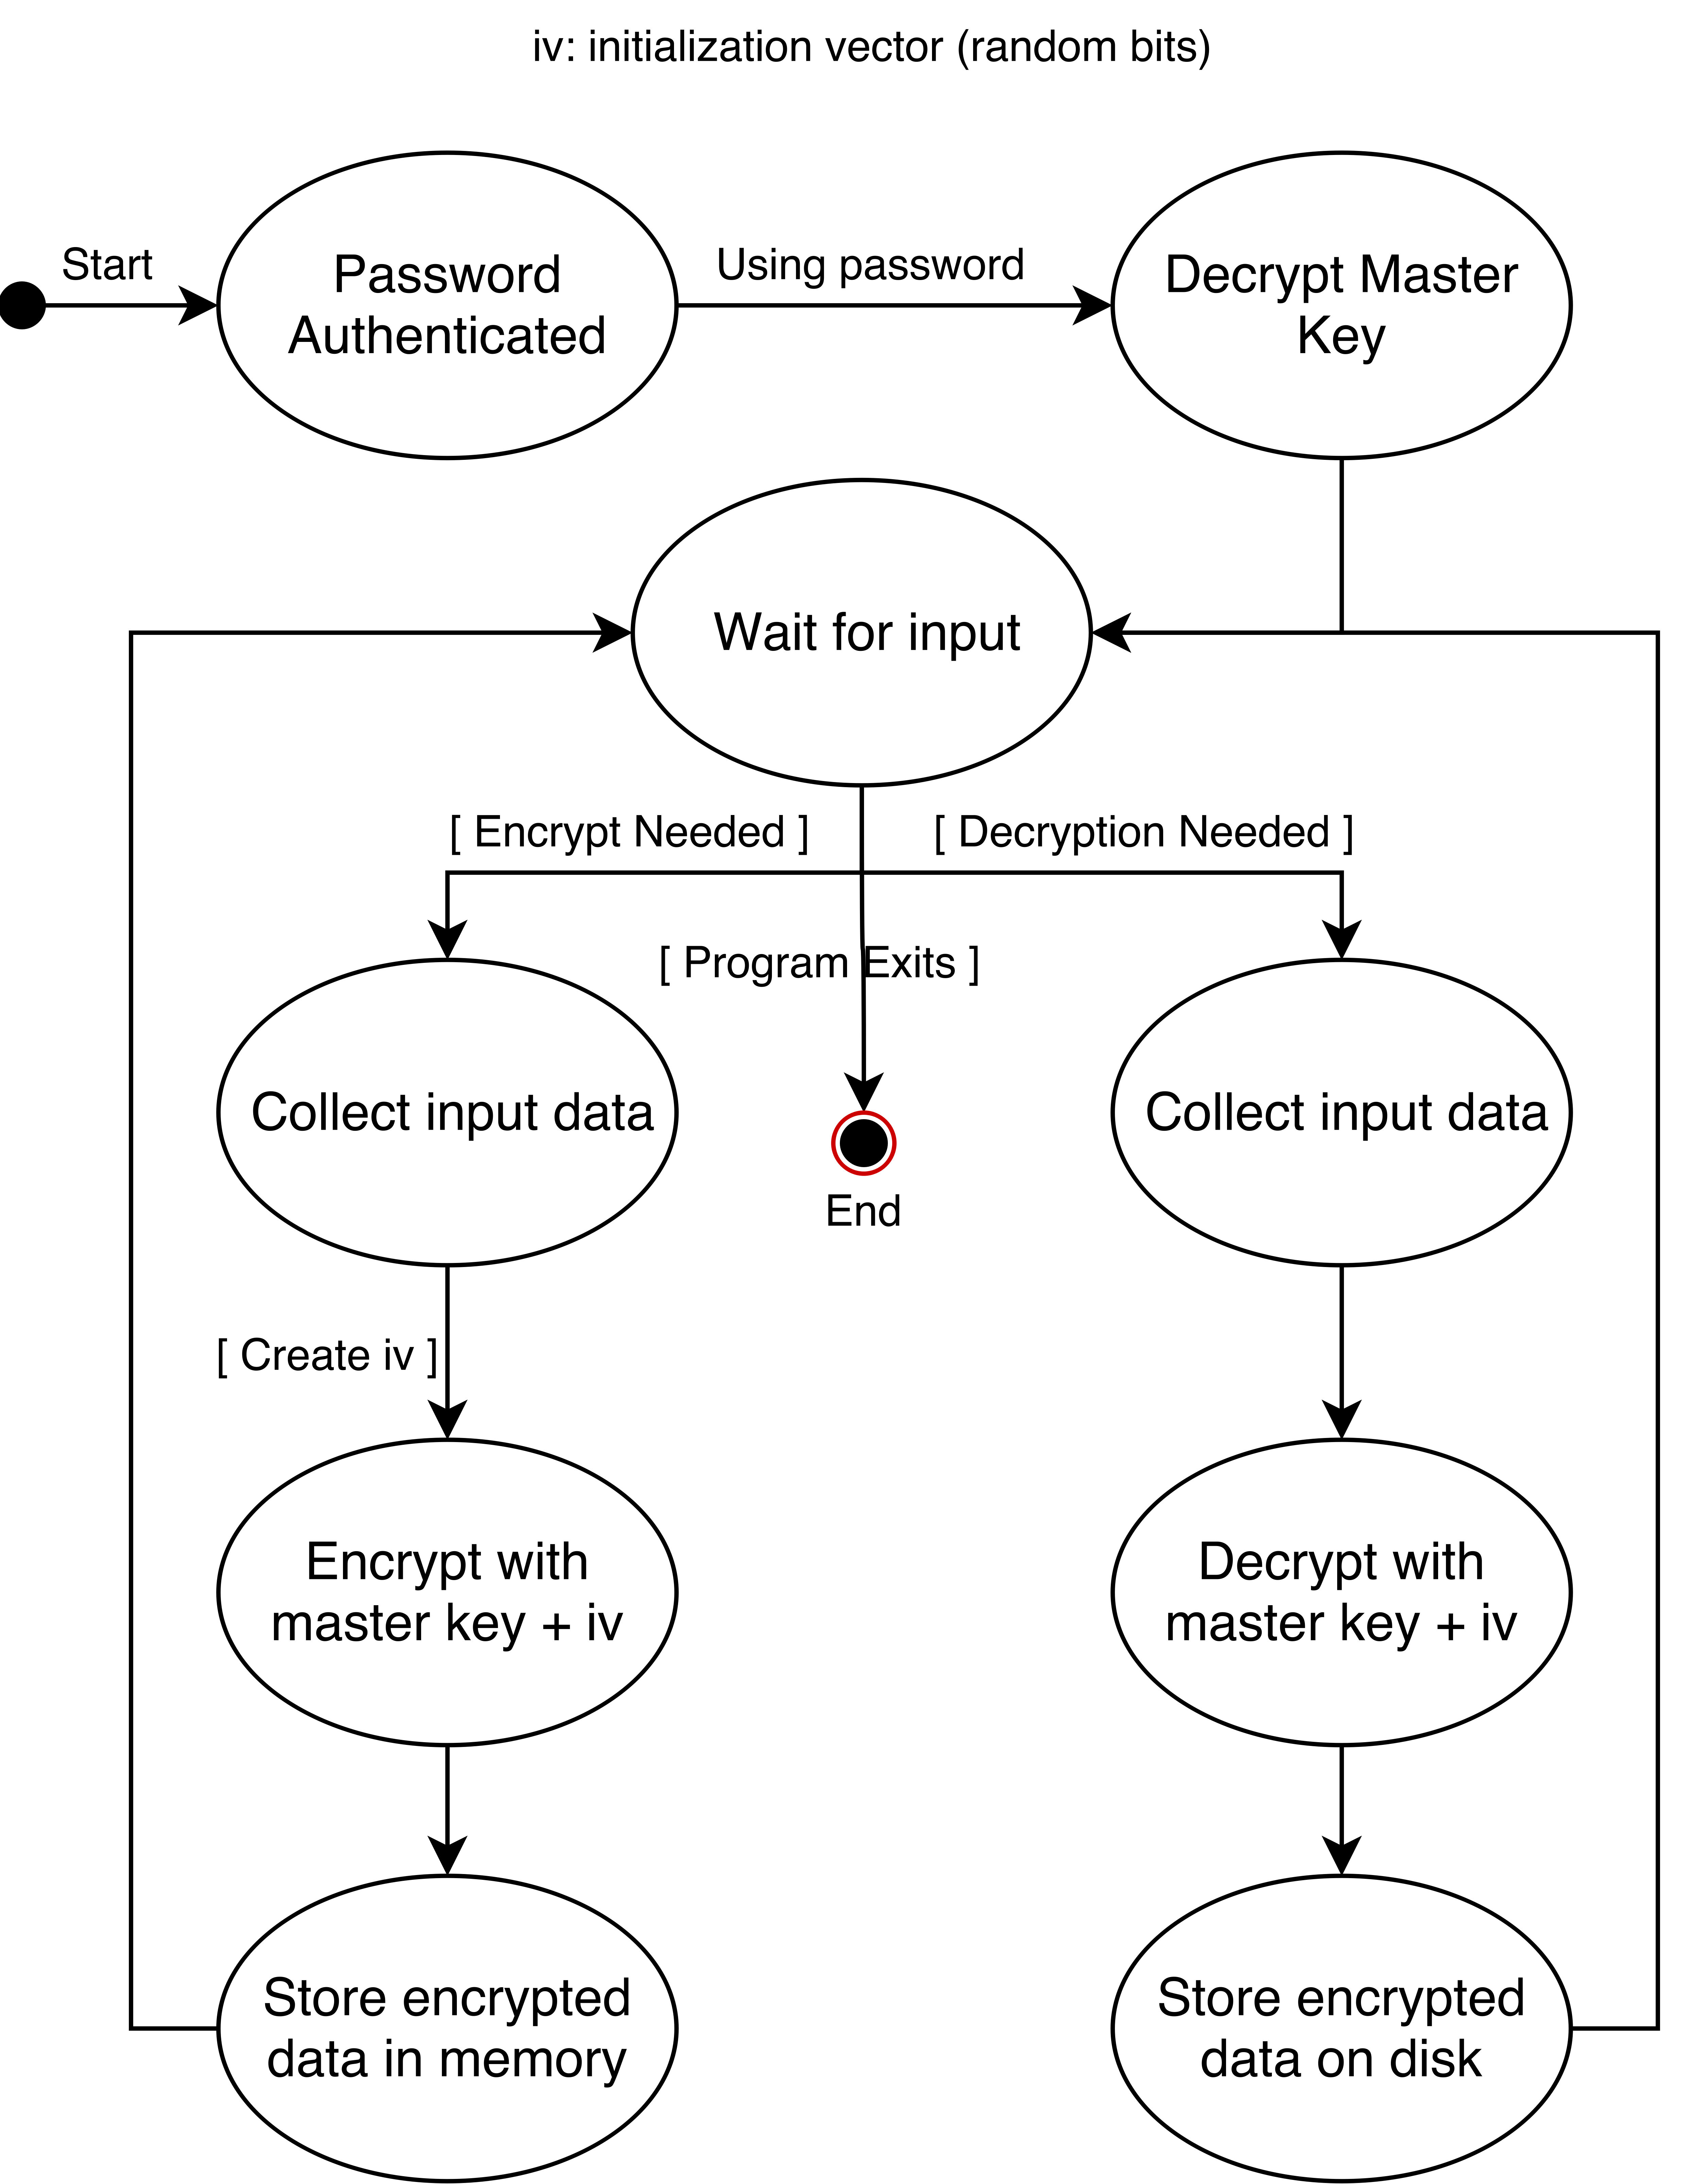 iv: initialization vector (random bits)
Start
Password
Authenticated
Using password
Decrypt Master
Key
Wait for input
[ Encrypt Needed ]
[ Decryption Needed ]
[ Program Exits ]
Collect input data
Collect input data
End
[ Create iv ]
Encrypt with
master key + iv
Decrypt with
master key + iv
Store encrypted
data in memory
Store encrypted
data on disk